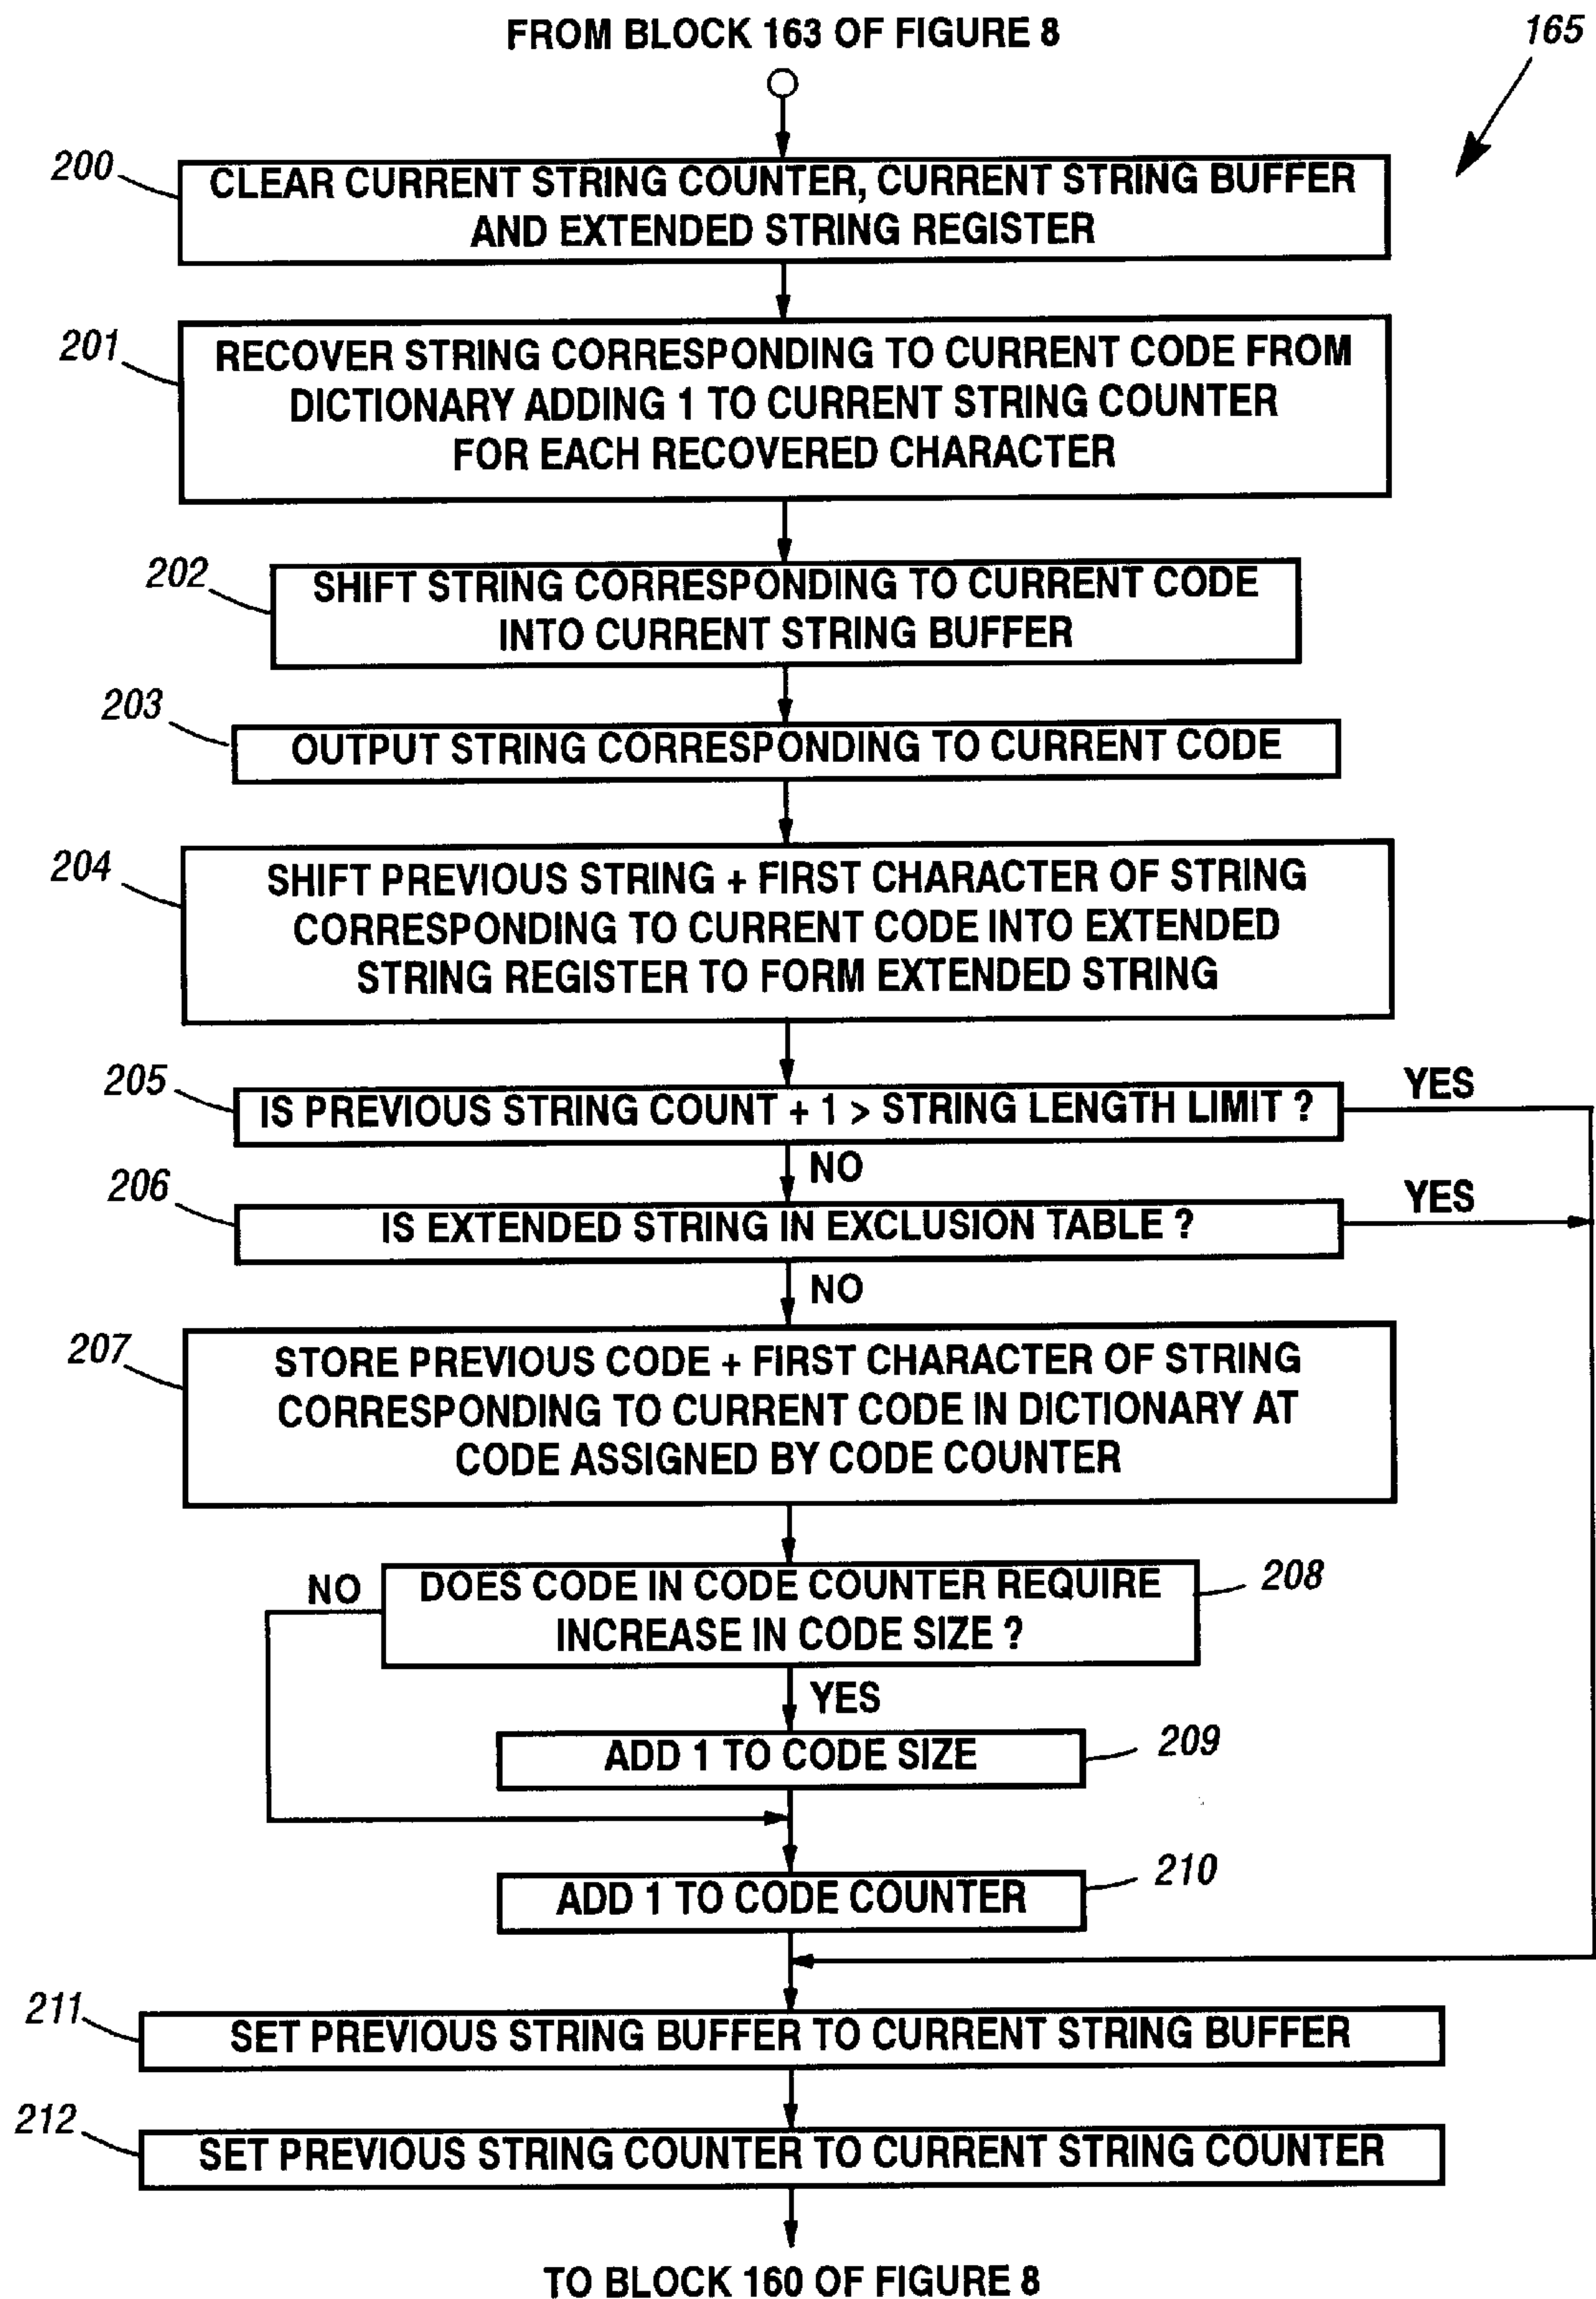 FROM BLOCK 163 OF FIGURE 8
165
200
CLEAR CURRENT STRING COUNTER, CURRENT STRING BUFFER
AND EXTENDED STRING REGISTER
201
RECOVER STRING CORRESPONDING TO CURRENT CODE FROM
DICTIONARY ADDING 1 TO CURRENT STRING COUNTER
FOR EACH RECOVERED CHARACTER
202
SHIFT STRING CORRESPONDING TO CURRENT CODE
INTO CURRENT STRING BUFFER
203
OUTPUT STRING CORRESPONDING TO CURRENT CODE
204
SHIFT PREVIOUS STRING + FIRST CHARACTER OF STRING
CORRESPONDING TO CURRENT CODE INTO EXTENDED
STRING REGISTER TO FORM EXTENDED STRING
205
IS PREVIOUS STRING COUNT + 1 > STRING LENGTH LIMIT ?
YES
NO
206
IS EXTENDED STRING IN EXCLUSION TABLE ?
YES
NO
207
STORE PREVIOUS CODE + FIRST CHARACTER OF STRING
CORRESPONDING TO CURRENT CODE IN DICTIONARY AT
CODE ASSIGNED BY CODE COUNTER
NO
DOES CODE IN CODE COUNTER REQUIRE
INCREASE IN CODE SIZE ?
208
YES
ADD 1 TO CODE SIZE
209
ADD 1 TO CODE COUNTER
210
211
SET PREVIOUS STRING BUFFER TO CURRENT STRING BUFFER
212
SET PREVIOUS STRING COUNTER TO CURRENT STRING COUNTER
TO BLOCK 160 OF FIGURE 8